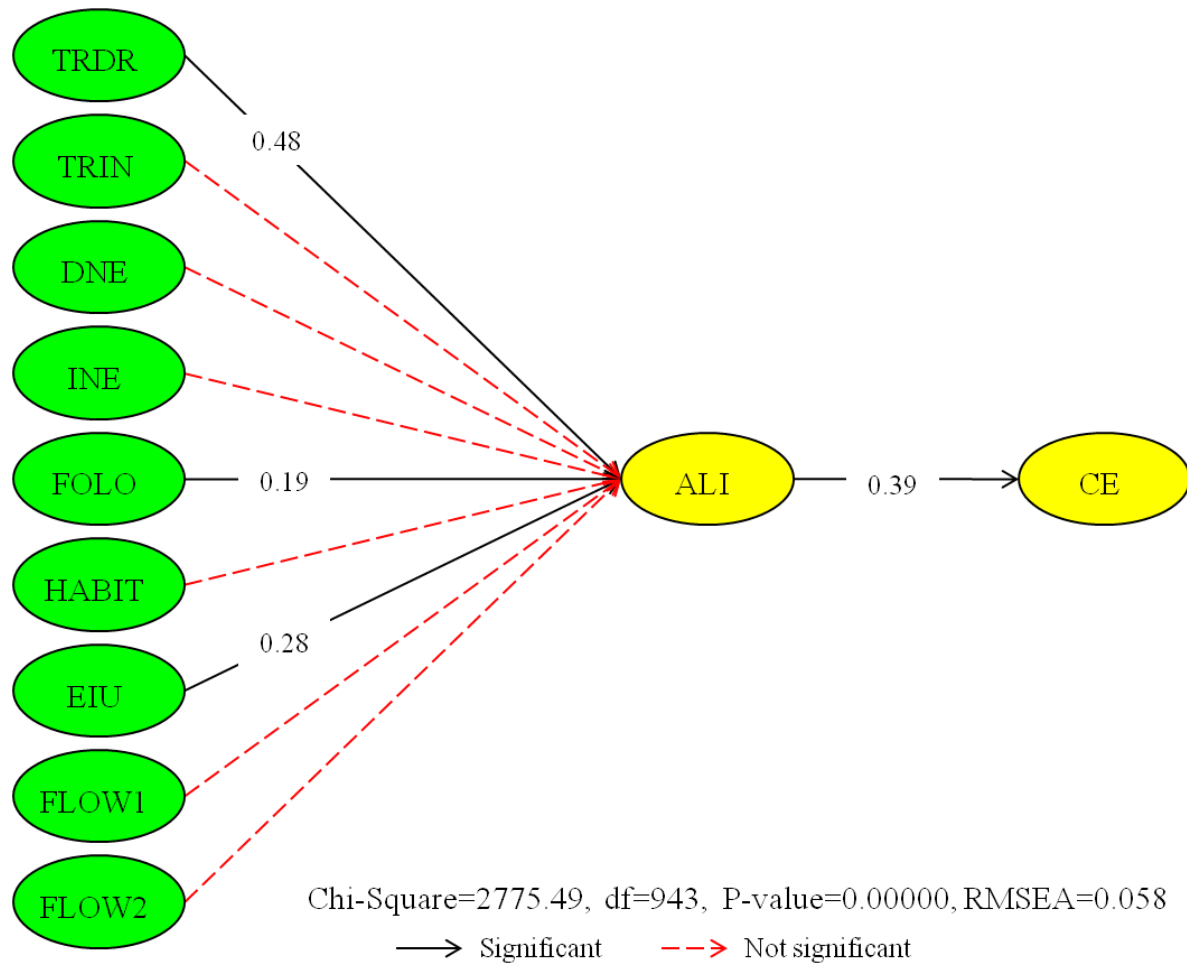 TRDR
0.48
TRIN
DNE
INE
FOLO
0.19
ALI
0.39
CE
HABIT
0.28
EIU
FLOW1
FLOW2
Chi-Square=2775.49, df=943, P-value=0.00000, RMSEA=0.058
Significant
Not significant